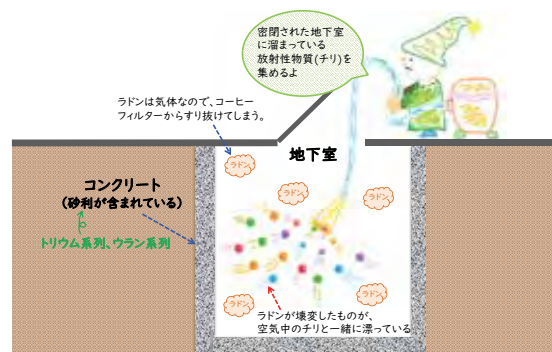 密閉された地下室
に溜まっている
放射性物質(チリ)を
集めるよ
ラドンは気体なので、コーヒー
フィルターからすり抜けてしまう。
地下室
ラドン
コンクリート
(砂利が含まれている)
ラドン
ラドン
トリウム系列、ウラン系列
ラドン
ラドン
ラドンが壊変したものが、
空気中のチリと一緒に漂っている